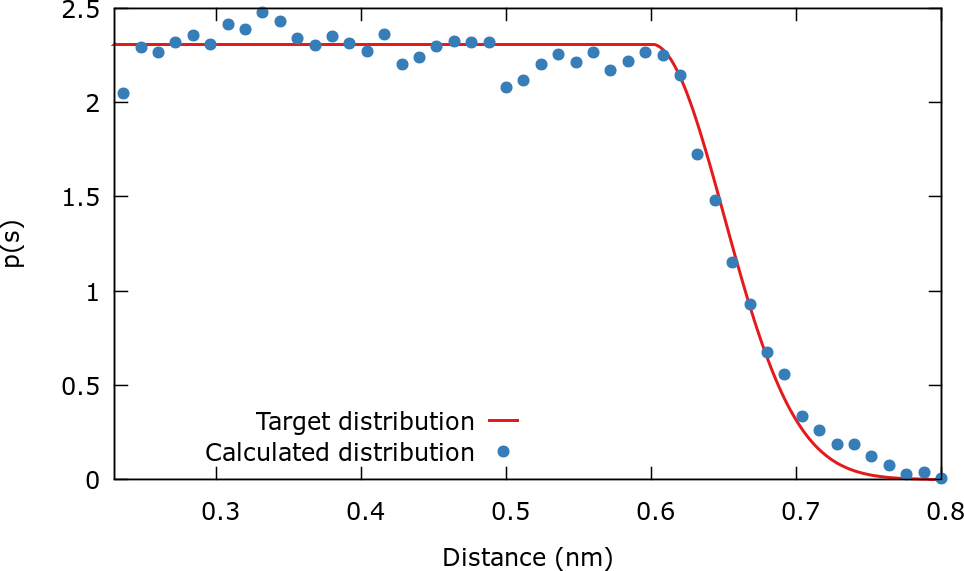 2.5
2
1.5
1
0.5
0
p(s)
Target distribution
Calculated distribution
0.3 0.4 0.5 0.6 0.7 0.8
Distance (nm)